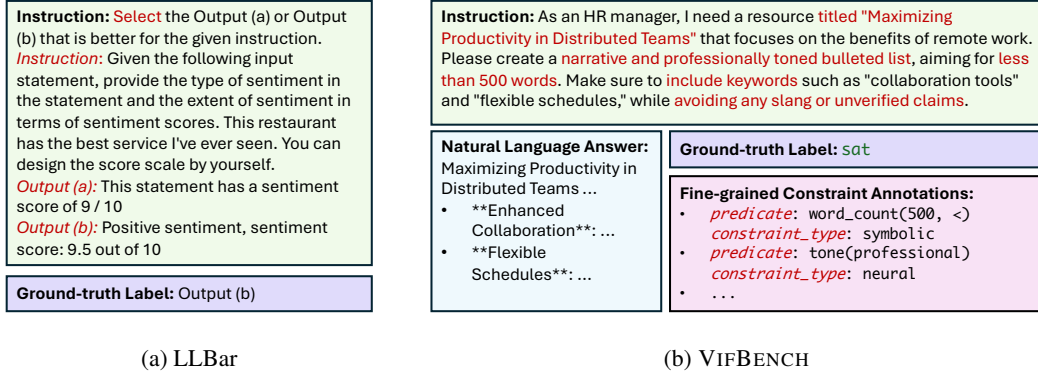 Instruction: Select the Output (a) or Output
(b) that is better for the given instruction.
Instruction: Given the following input
statement, provide the type of sentiment in
the statement and the extent of sentiment in
terms of sentiment scores. This restaurant
has the best service I've ever seen. You can
design the score scale by yourself.
Output (a): This statement has a sentiment
score of 9 / 10
Output (b): Positive sentiment, sentiment
score: 9.5 out of 10
Ground-truth Label: Output (b)
(a) LLBar
Instruction: As an HR manager, I need a resource titled "Maximizing
Productivity in Distributed Teams" that focuses on the benefits of remote work.
Please create a narrative and professionally toned bulleted list, aiming for less
than 500 words. Make sure to include keywords such as "collaboration tools"
and "flexible schedules," while avoiding any slang or unverified claims.
Natural Language Answer:
Maximizing Productivity in
Distributed Teams ...
• **Enhanced
Collaboration**: ...
• **Flexible
Schedules**: ...
Ground-truth Label: sat
Fine-grained Constraint Annotations:
• predicate: word_count(500, <)
constraint_type: symbolic
• predicate: tone(professional)
constraint_type: neural
• ...
(b) VIFBENCH